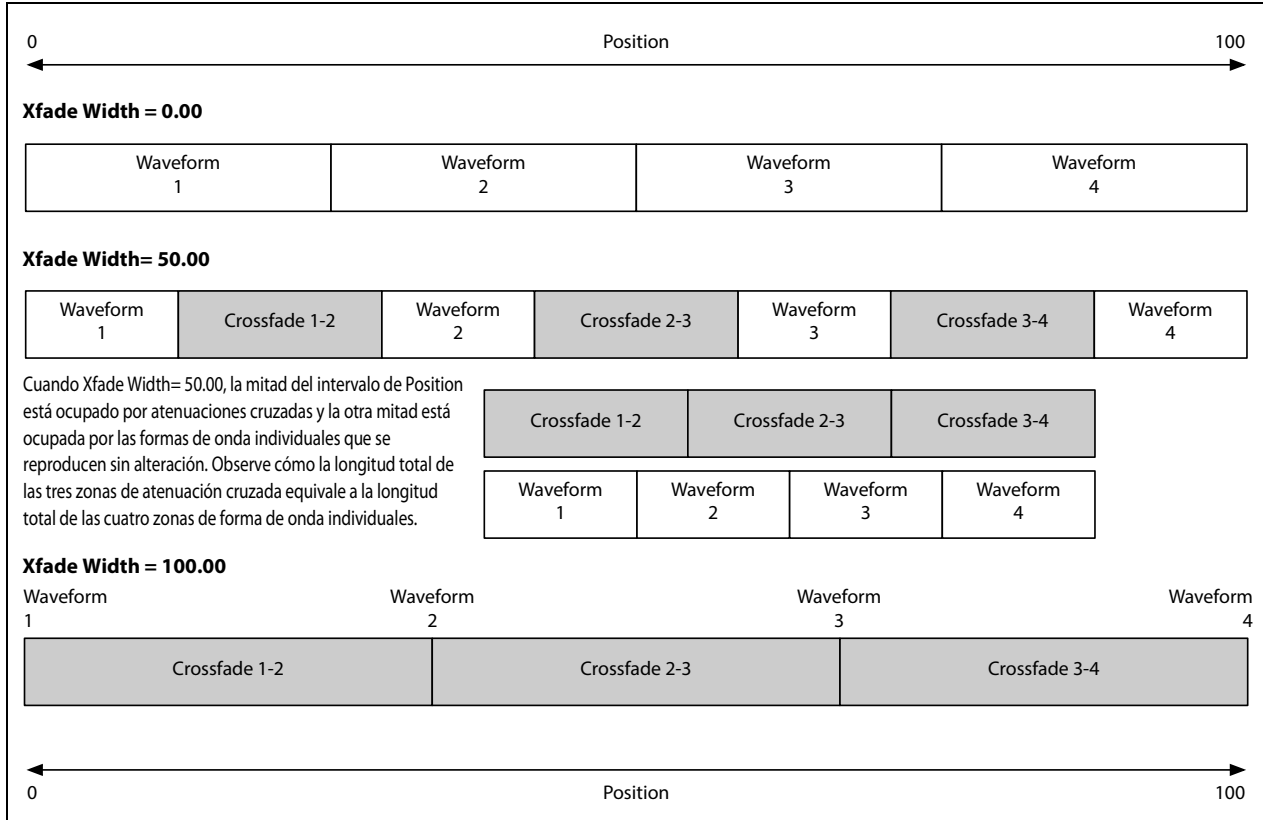 0 Position 100
Xfade Width = 0.00
Waveform 1 Waveform 2 Waveform 3 Waveform 4
Xfade Width= 50.00
Waveform 1 Crossfade 1-2 Waveform 2 Crossfade 2-3 Waveform 3 Crossfade 3-4 Waveform 4
Cuando Xfade Width= 50.00, la mitad del intervalo de Position
está ocupado por atenuaciones cruzadas y la otra mitad está
ocupada por las formas de onda individuales que se
reproducen sin alteración. Observe cómo la longitud total de
las tres zonas de atenuación cruzada equivale a la longitud
total de las cuatro zonas de forma de onda individuales.
Crossfade 1-2 Crossfade 2-3 Crossfade 3-4
Waveform 1 Waveform 2 Waveform 3 Waveform 4
Xfade Width = 100.00
Waveform 1 Waveform 2 Waveform 3 Waveform 4
Crossfade 1-2 Crossfade 2-3 Crossfade 3-4
0 Position 100